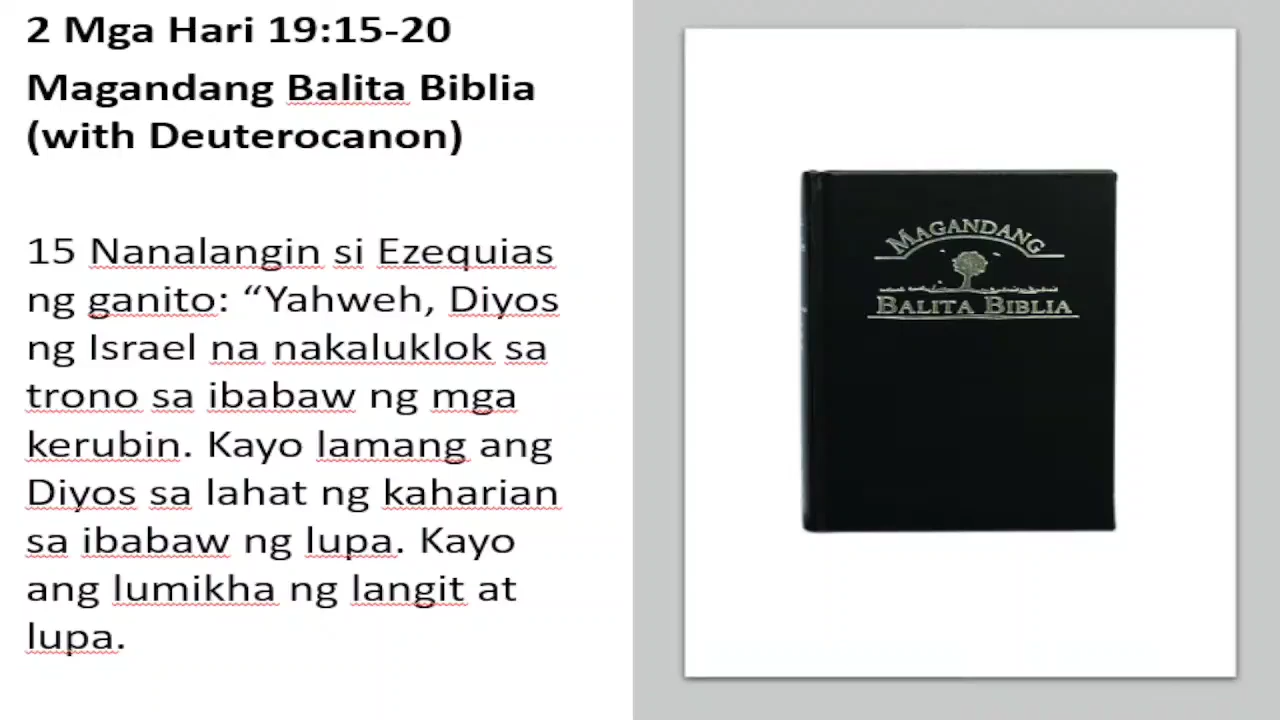 2 Mga Hari 19:15-20
Magandang Balita Biblia
(with Deuterocanon)
15 Nanalangin si Ezequias
ng ganito: “Yahweh, Diyos
ng Israel na nakaluklok sa
trono sa ibabaw ng mga
kerubin. Kayo lamang ang
Diyos sa lahat ng kaharian
sa ibabaw ng lupa. Kayo
ang lumikha ng langit at
lupa.
MAGANDANG
BALITA BIBLIA